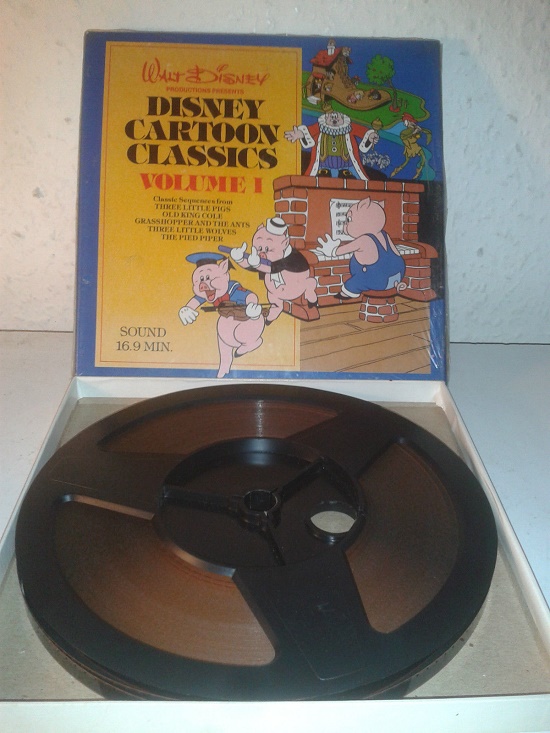 WALT DISNEY
PRODUCTIONS PRESENTS
DISNEY
CARTOON
CLASSICS
VOLUME I
Classic Sequences from
THREE LITTLE PIGS
OLD KING COLE
GRASSHOPPER AND THE ANTS
THREE LITTLE WOLVES
THE PIED PIPER
SOUND
16.9 MIN.